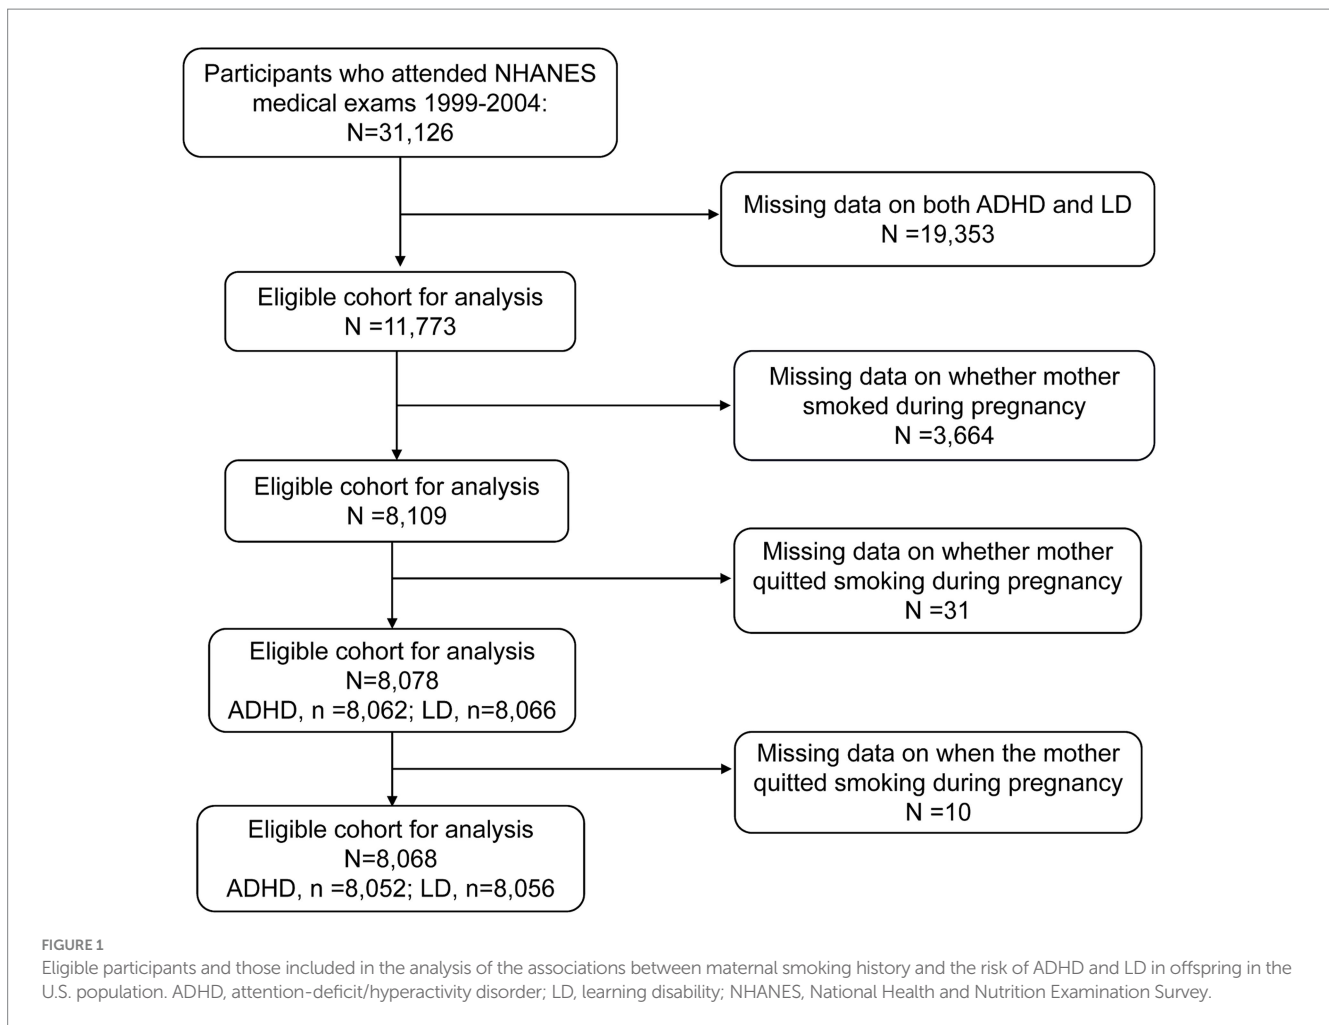 Participants who attended NHANES
medical exams 1999-2004:
N=31,126
Missing data on both ADHD and LD
N =19,353
Eligible cohort for analysis
N =11,773
Missing data on whether mother
smoked during pregnancy
N =3,664
Eligible cohort for analysis
N =8,109
Missing data on whether mother
quitted smoking during pregnancy
N =31
Eligible cohort for analysis
N=8,078
ADHD, n =8,062; LD, n=8,066
Missing data on when the mother
quitted smoking during pregnancy
N =10
Eligible cohort for analysis
N=8,068
ADHD, n =8,052; LD, n=8,056
FIGURE 1
Eligible participants and those included in the analysis of the associations between maternal smoking history and the risk of ADHD and LD in offspring in the
U.S. population. ADHD, attention-deficit/hyperactivity disorder; LD, learning disability; NHANES, National Health and Nutrition Examination Survey.